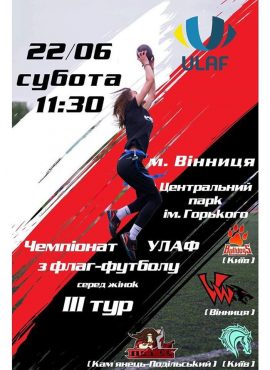 22/06
субота
11:30
ULAF
м. Вінниця
Центральний
парк
ім. Горького
Чемпіонат УЛАФ
з флаг-футболу
серед жінок
III тур
( Київ )
( Вінниця )
( Кам янець-Подільський ) ( Київ )